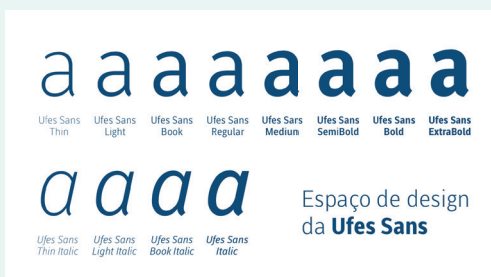 a a a a a a a a
Ufes Sans Thin
Ufes Sans Light
Ufes Sans Book
Ufes Sans Regular
Ufes Sans Medium
Ufes Sans SemiBold
Ufes Sans Bold
Ufes Sans ExtraBold
a a a a
Ufes Sans Thin Italic
Ufes Sans Light Italic
Ufes Sans Book Italic
Ufes Sans Italic
Espaço de design
da Ufes Sans